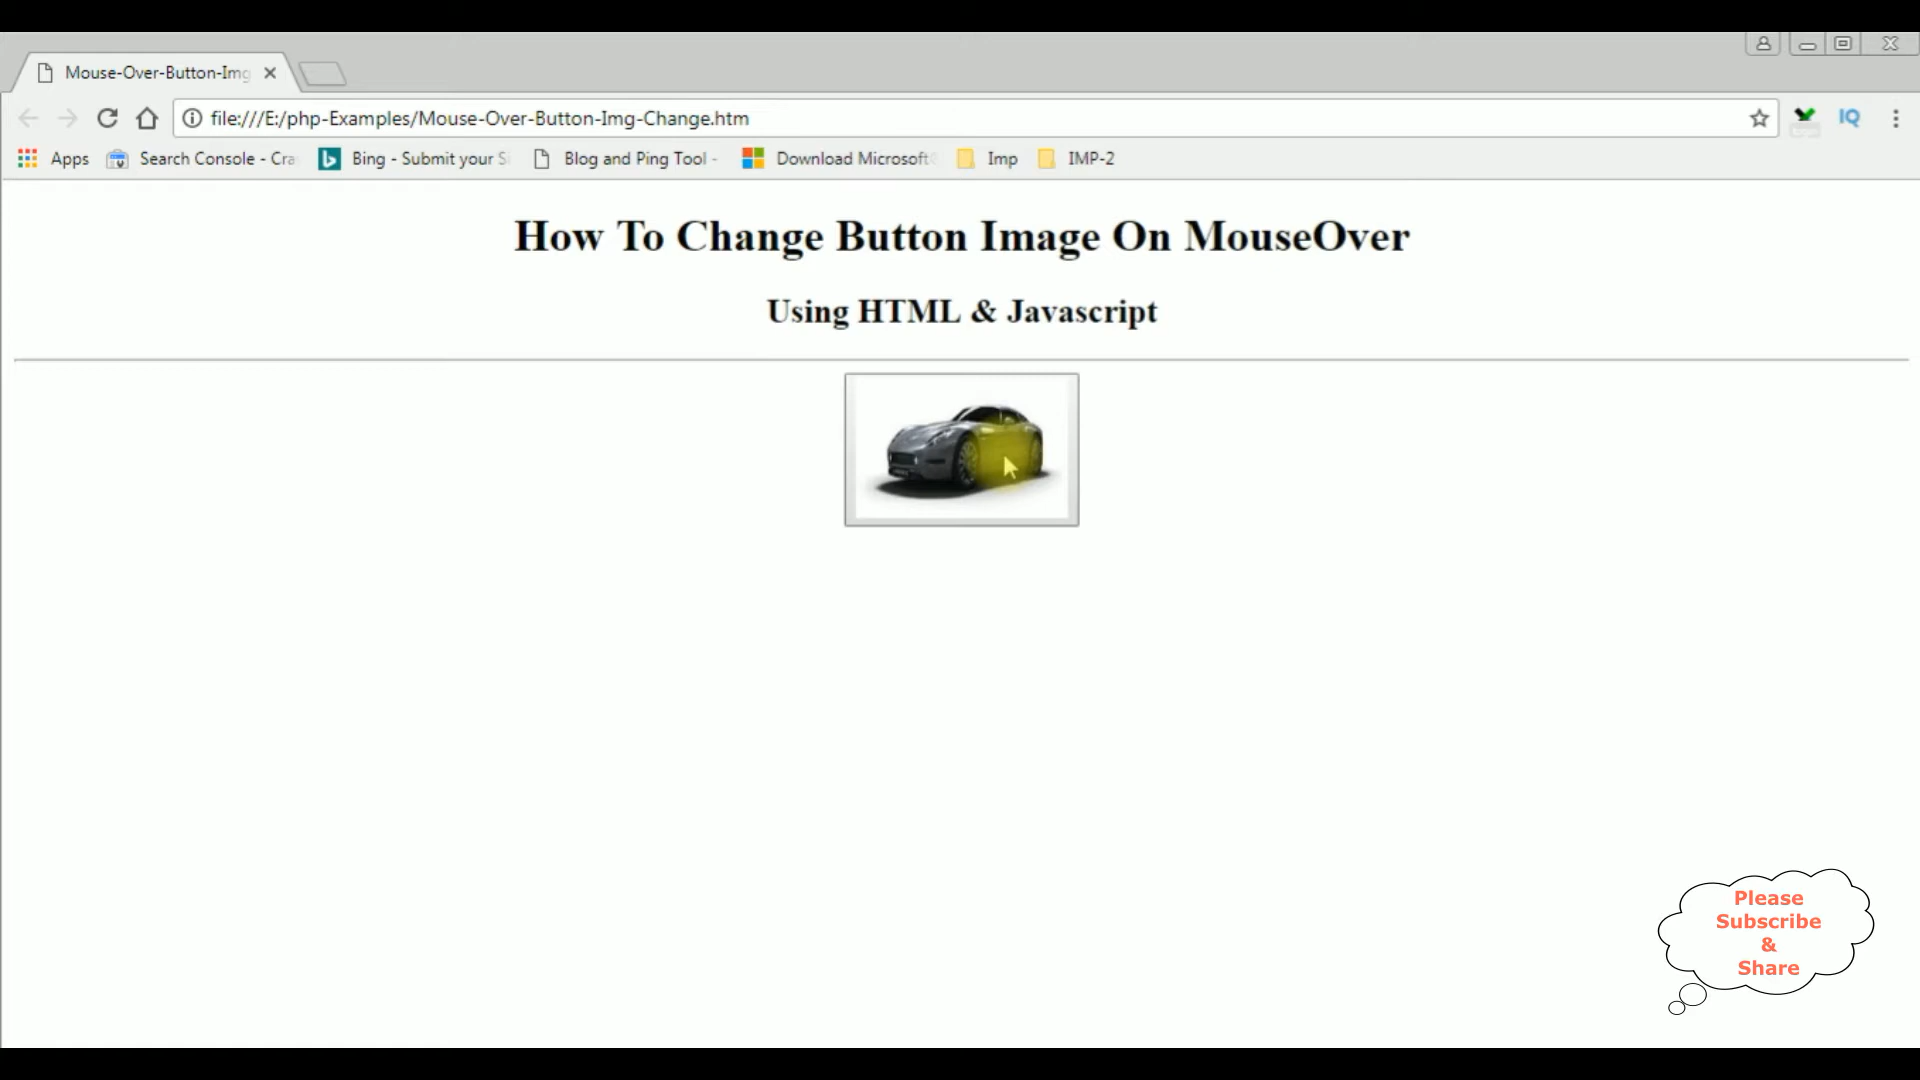 Mouse-Over-Button-Img
file:///E:/php-Examples/Mouse-Over-Button-Img-Change.htm
IQ
Apps Search Console - Cra Bing - Submit your Blog and Ping Tool - Download Microsoft Imp IMP-2
How To Change Button Image On MouseOver
Using HTML & Javascript
Please
Subscribe
&
Share